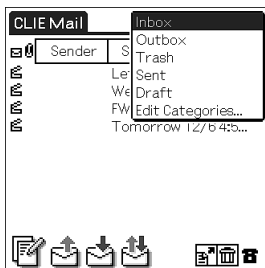 CLIE Mail
Inbox
Outbox
Trash
Sent
Draft
Edit Categories...
Sender S
Le
We
FW
Tomorrow 12/6 4:5...